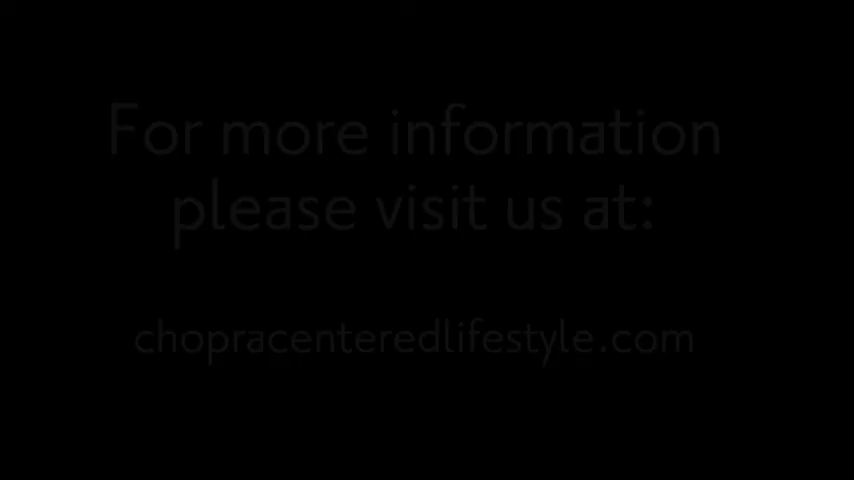 For more information
please visit us at:
chopracenteredlifestyle.com